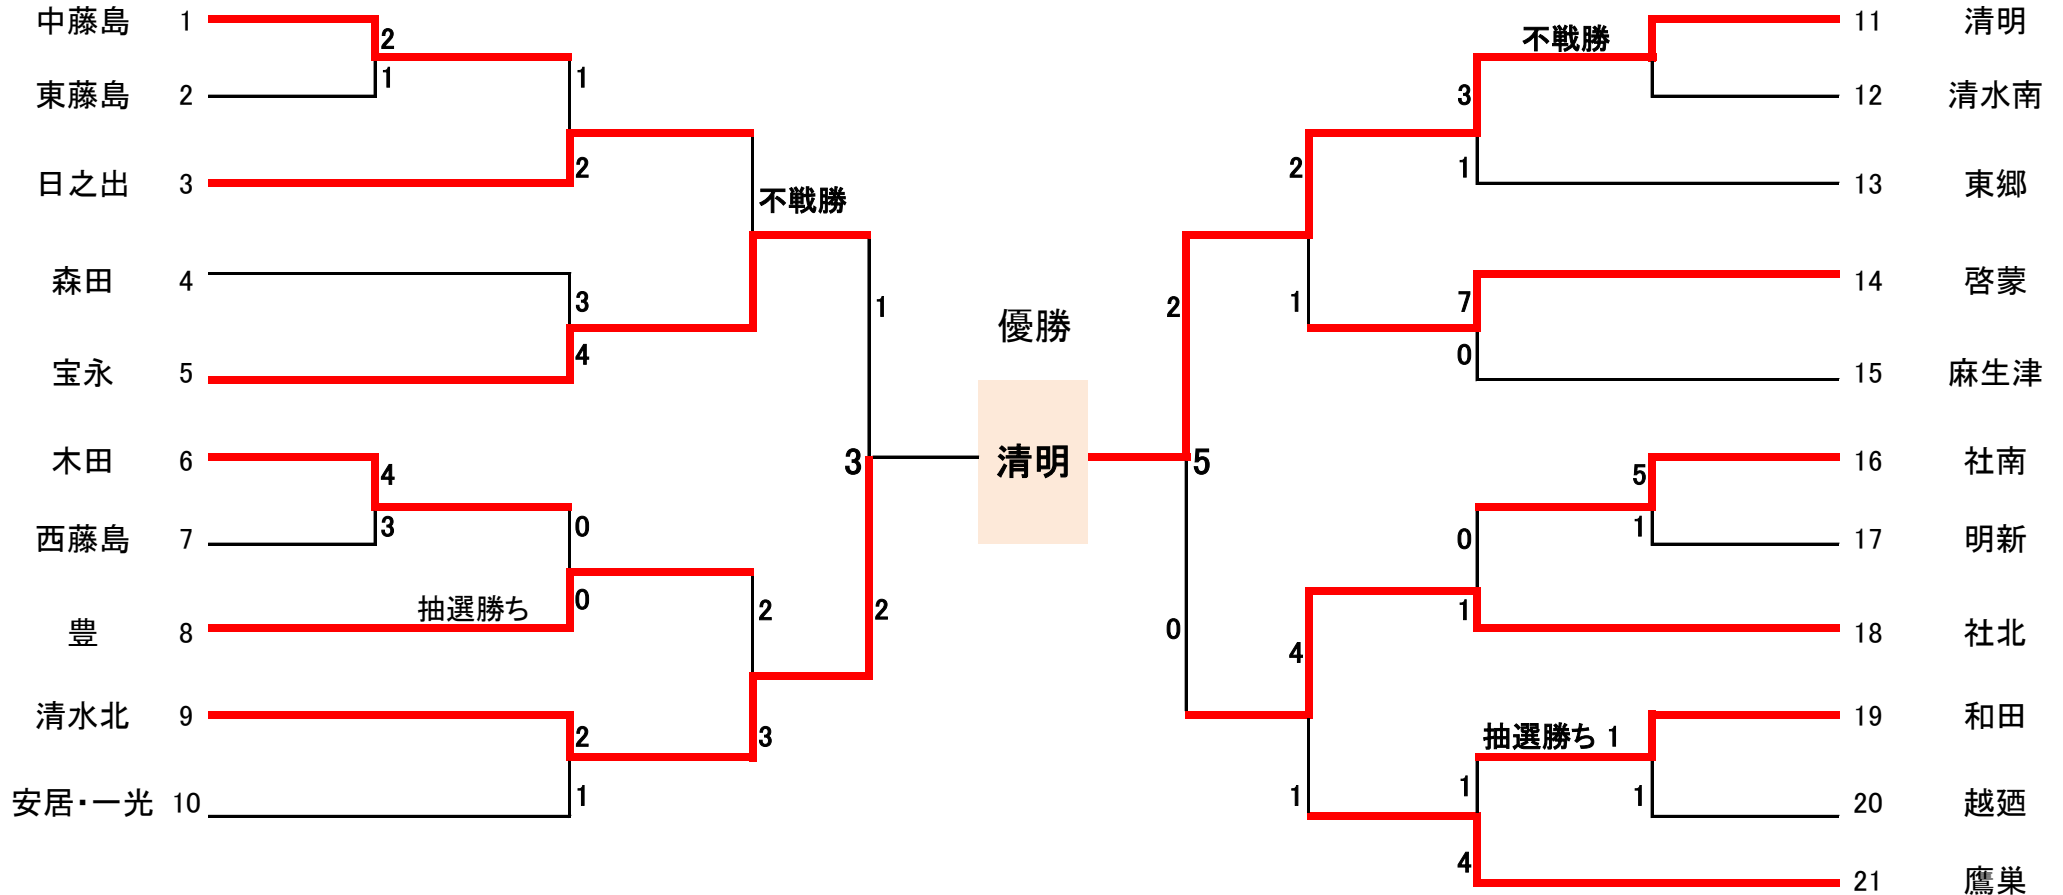 中藤島 1
2
1
東藤島 2
1
日之出 3
2
不戦勝
森田 4
3
宝永 5
4
1
木田 6
4
西藤島 7
3
0
豊 8
抽選勝ち
0
2
清水北 9
2
3
安居・一光 10
1
2
3
優勝
清明
5
2
0
11 清明
不戦勝
12 清水南
3
13 東郷
1
2
14 啓蒙
7
1
15 麻生津
0
16 社南
5
17 明新
1
0
18 社北
1
4
19 和田
抽選勝ち 1
20 越廼
1
1
1
21 鷹巣
4